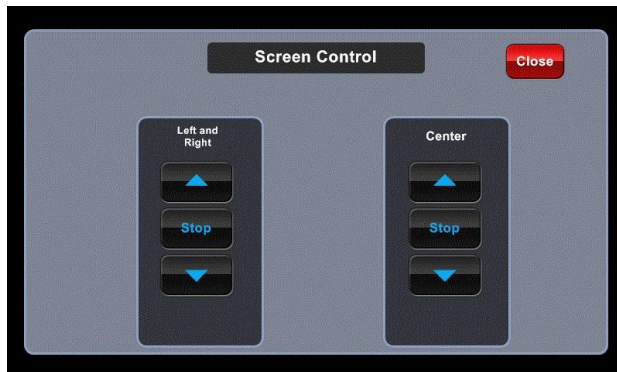 Screen Control
Close
Left and
Right
Stop
Center
Stop